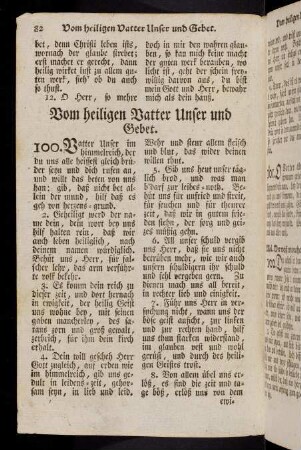 82 Vom heiligen Vatter Unser und Gebet.
bet, dem Christi leben ists,
wornach der glaube strebet;
erst machet er gerecht, dann
heilig wirket lust zu allem gu-
ten werk, sieh ob du auch
so thust.
12. O Herr, so mehre
doch in mir den wahren glau-
ben, so kan mich keine macht
der guten werk berauben, wo
licht ist, geht der schein frey-
willig darvon aus, du bist
mein Gott und Herr, bewahr
mich als dein hauß.
Vom heiligen Vatter Unser und
Gebet.
100. Vatter Unser im
himmelreich, der
du uns alle heissest gleich brü-
der seyn und dich rufen an,
und wilt das beten von uns
han: gib, daß nicht bet al-
lein der mund, hilf daß es
geh von herzens-grund.
2. Geheiligt werd der na-
me dein, dein wort bey uns
hilf halten rein, daß wir
auch leben heiliglich, nach
deinem namen würdiglich.
Behüt uns, Herr, für fal-
scher lehr, das arm verführ-
te volk bekehr.
3. Es komm dein reich zu
dieser zeit, und dort hernach
in ewigkeit, der heilig Geist
uns wohne bey, mit seinen
gaben mancherley, des sa-
tans zorn und groß gewalt,
zerbrich, für ihm dein kirch
erhalt.
4. Dein will gescheh Herr
Gott zugleich, auf erden wie
im himmelreich, gib uns ge-
dult in leidens-zeit, gehor-
sam seyn, in lieb und leid.
Wehr und steur allem fleisch
und blut, das wider deinen
willen thut.
5. Gib uns heut unser täg-
lich brod, und was man
b'darf zur leibes-noth. Be-
hüt uns für unfried und streit,
für seuchen und für theurer
zeit, daß wir in gutem frie-
den stehn, der sorg und gei-
zes müßig gehn.
6. All unser schuld vergib
uns Herr, daß sie uns nicht
betrüben mehr, wie wir auch
unsern schuldigern ihr schuld
und fehl vergeben gern. Zu
dienen mach uns all bereit,
in rechter lieb und einigkeit.
7. Führ uns Herr in ver-
suchung nicht, wann uns der
böse geist anficht, zur linken
und zur rechten hand, hilf
uns thun starken widerstand,
im glauben vest und wohl
gerüst, und durch des heili-
gen Geistes trost.
8. Von allem übel uns er-
löß, es sind die zeit und ta-
ge böß, erlöß uns von dem
ewi-